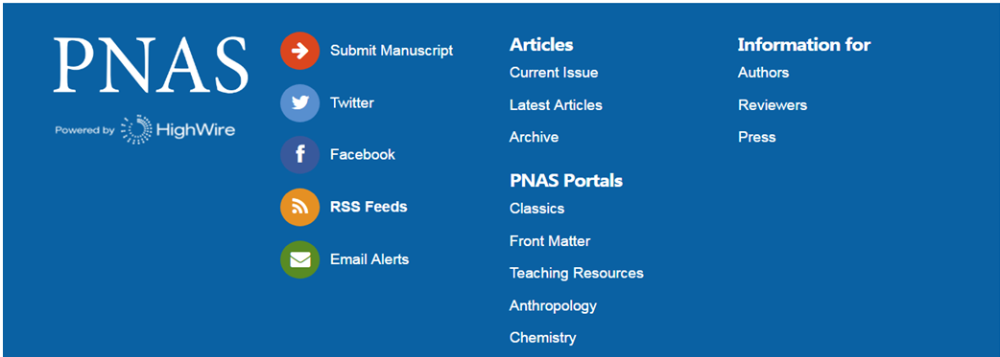 PNAS
Powered by HighWire
Submit Manuscript
Twitter
Facebook
RSS Feeds
Email Alerts
Articles
Current Issue
Latest Articles
Archive
PNAS Portals
Classics
Front Matter
Teaching Resources
Anthropology
Chemistry
Information for
Authors
Reviewers
Press